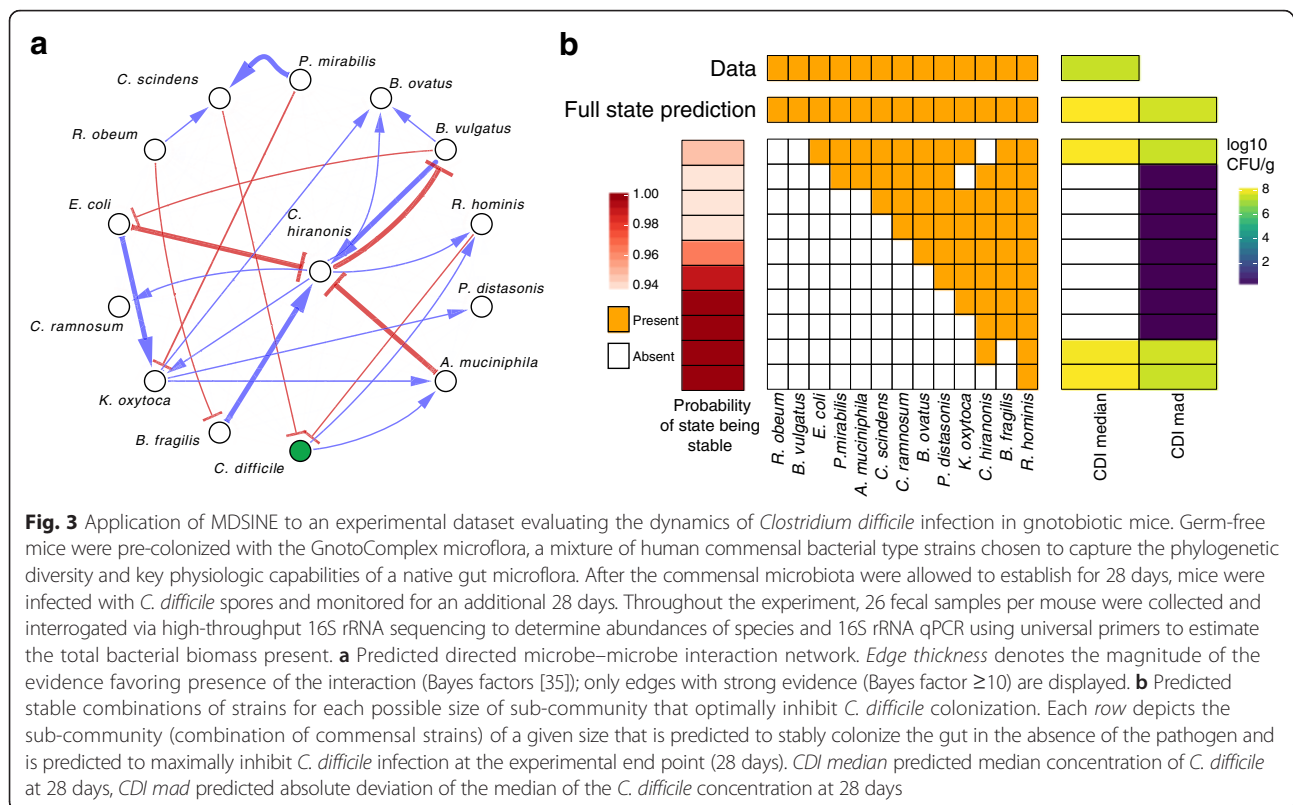 a
b
P. mirabilis
C. scindens
B. ovatus
R. obeum
B. vulgatus
E. coli
C. hiranonis
R. hominis
C. ramnosum
P. distasonis
K. oxytoca
A. muciniphila
B. fragilis
C. difficile
Data
Full state prediction
1.00
0.98
0.96
0.94
Present
Absent
Probability
of state being
stable
R. obeum
B. vulgatus
E. coli
P.mirabilis
A. muciniphila
C. scindens
C. ramnosum
B. ovatus
P. distasonis
K. oxytoca
C. hiranonis
B. fragilis
R. hominis
CDI median
CDI mad
log10
CFU/g
8
6
4
2
Fig. 3 Application of MDSINE to an experimental dataset evaluating the dynamics of Clostridium difficile infection in gnotobiotic mice. Germ-free
mice were pre-colonized with the GnotoComplex microflora, a mixture of human commensal bacterial type strains chosen to capture the phylogenetic
diversity and key physiologic capabilities of a native gut microflora. After the commensal microbiota were allowed to establish for 28 days, mice were
infected with C. difficile spores and monitored for an additional 28 days. Throughout the experiment, 26 fecal samples per mouse were collected and
interrogated via high-throughput 16S rRNA sequencing to determine abundances of species and 16S rRNA qPCR using universal primers to estimate
the total bacterial biomass present. a Predicted directed microbe–microbe interaction network. Edge thickness denotes the magnitude of the
evidence favoring presence of the interaction (Bayes factors [35]); only edges with strong evidence (Bayes factor ≥10) are displayed. b Predicted
stable combinations of strains for each possible size of sub-community that optimally inhibit C. difficile colonization. Each row depicts the
sub-community (combination of commensal strains) of a given size that is predicted to stably colonize the gut in the absence of the pathogen and
is predicted to maximally inhibit C. difficile infection at the experimental end point (28 days). CDI median predicted median concentration of C. difficile
at 28 days, CDI mad predicted absolute deviation of the median of the C. difficile concentration at 28 days